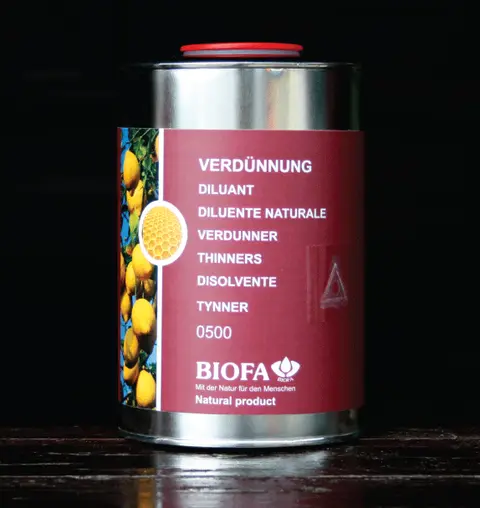 VERDÜNNUNG
DILUANT
DILUENTE NATURALE
VERDUNNER
THINNERS
DISOLVENTE
TYNNER
0500
BIOFA
Mit der Natur für den Menschen
Natural product